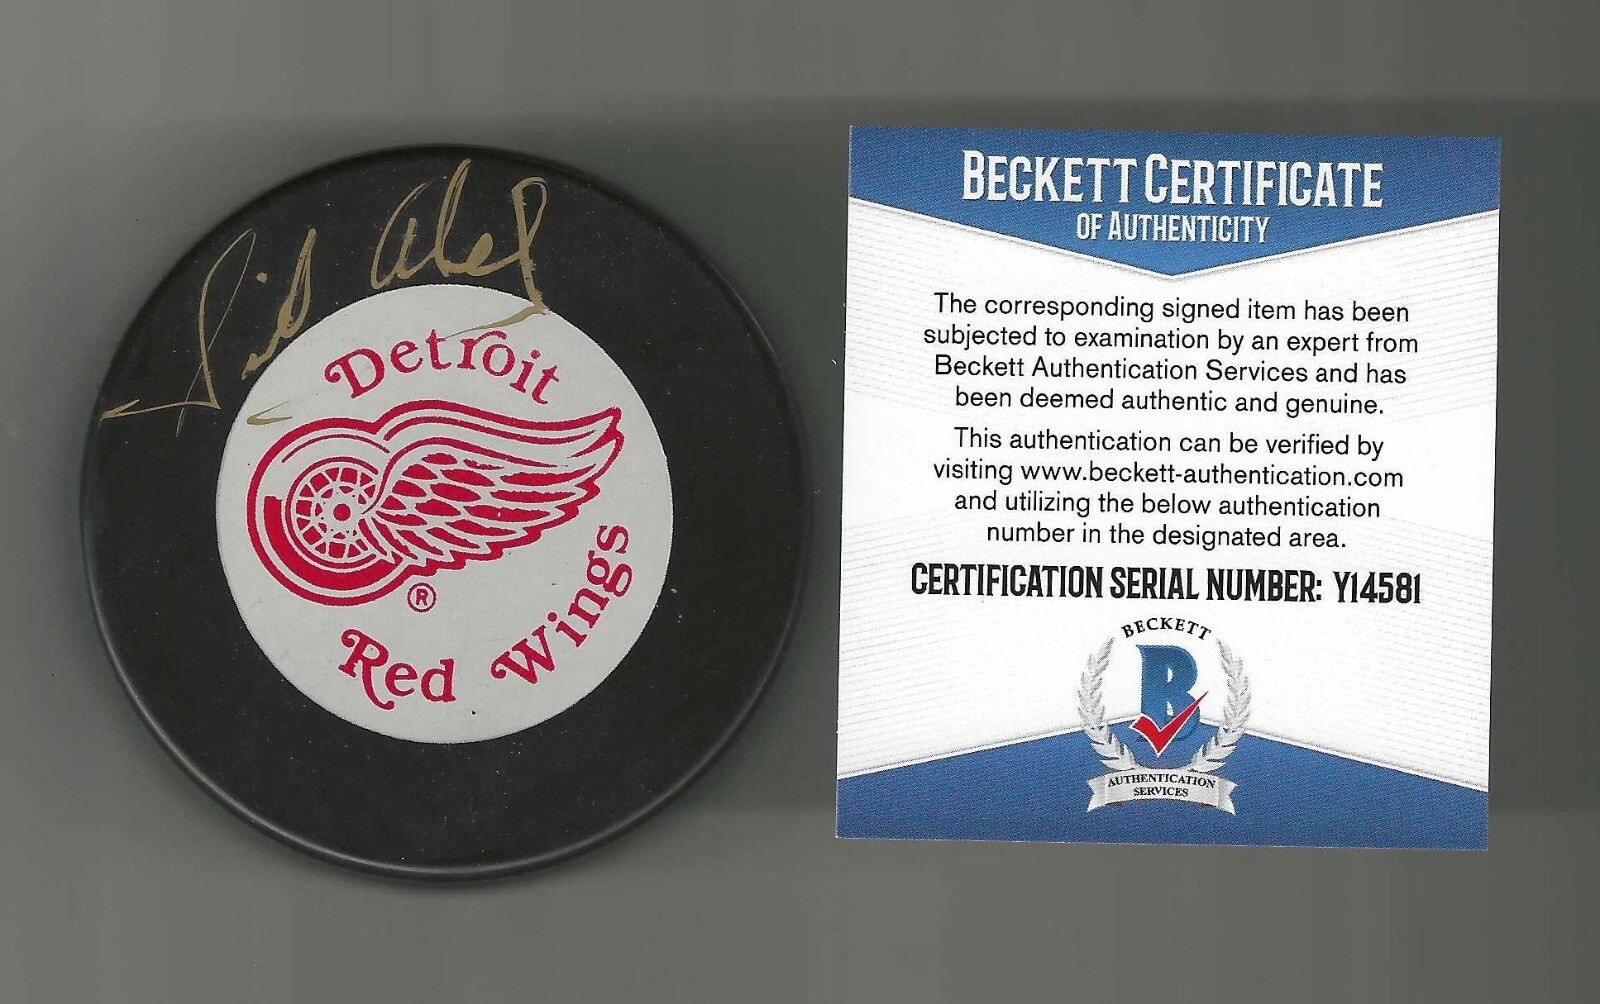 Sid Abel
Detroit
®
Red Wings
BECKETT CERTIFICATE
OF AUTHENTICITY
The corresponding signed item has been
subjected to examination by an expert from
Beckett Authentication Services and has
been deemed authentic and genuine.
This authentication can be verified by
visiting www.beckett-authentication.com
and utilizing the below authentication
number in the designated area.
CERTIFICATION SERIAL NUMBER: Y14581
BECKETT
B
AUTHENTICATION
SERVICES